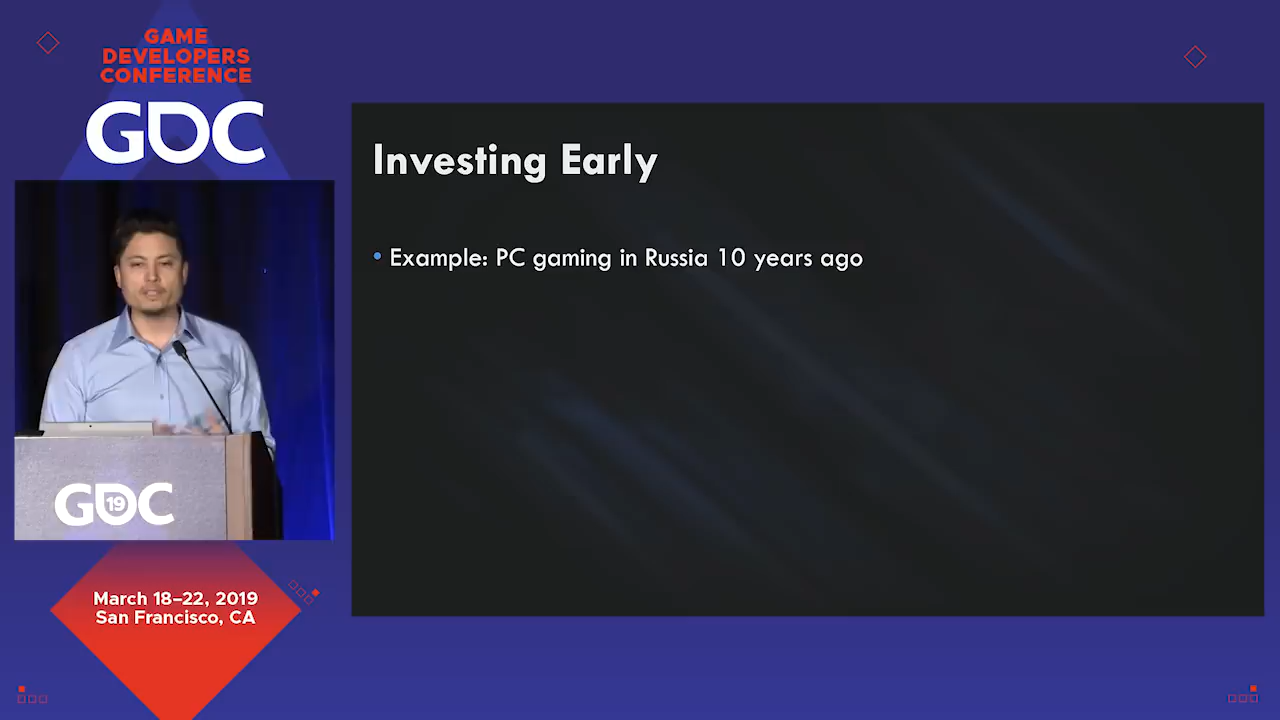 GAME
DEVELOPERS
CONFERENCE
GDC
Investing Early
• Example: PC gaming in Russia 10 years ago
GDC
19
March 18–22, 2019
San Francisco, CA